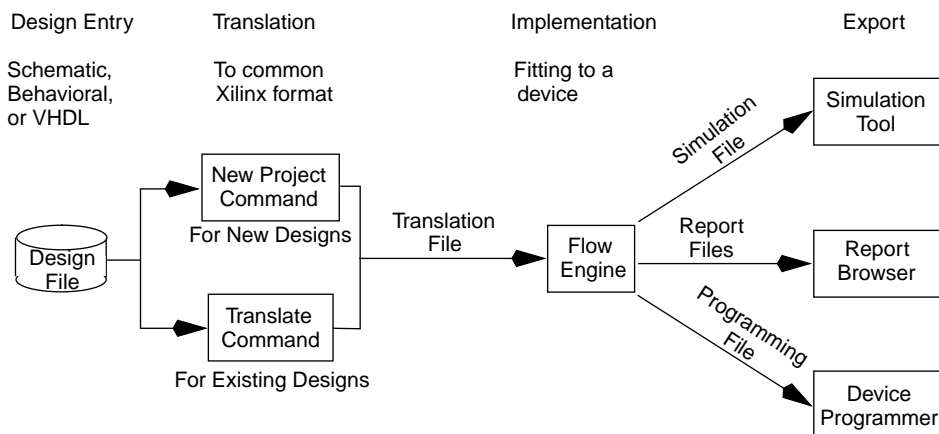 Design Entry
Translation
Implementation
Export
Schematic,
Behavioral,
or VHDL
To common
Xilinx format
Fitting to a
device
Design
File
New Project
Command
For New Designs
Translate
Command
For Existing Designs
Translation
File
Flow
Engine
Simulation
File
Report
Files
Programming
File
Simulation
Tool
Report
Browser
Device
Programmer